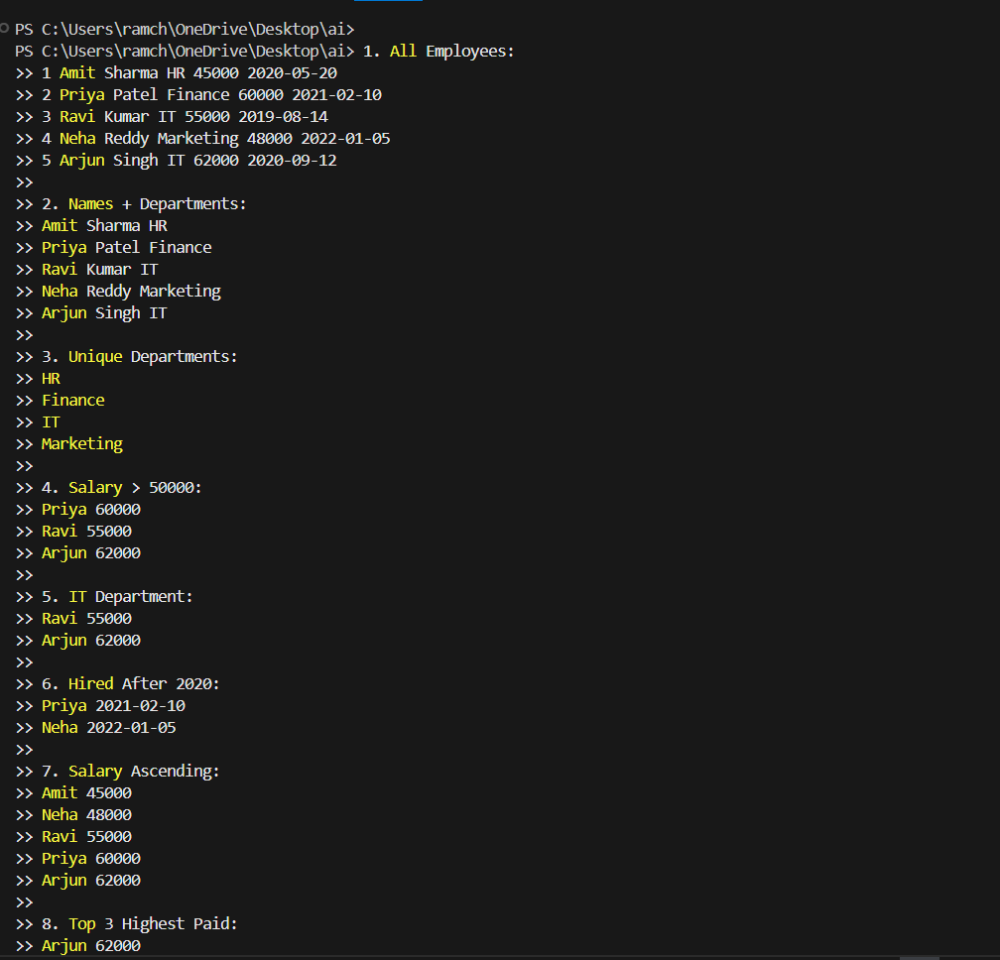 PS C:\Users\ramch\OneDrive\Desktop\ai>
PS C:\Users\ramch\OneDrive\Desktop\ai> 1. All Employees:
>> 1 Amit Sharma HR 45000 2020-05-20
>> 2 Priya Patel Finance 60000 2021-02-10
>> 3 Ravi Kumar IT 55000 2019-08-14
>> 4 Neha Reddy Marketing 48000 2022-01-05
>> 5 Arjun Singh IT 62000 2020-09-12
>>
>> 2. Names + Departments:
>> Amit Sharma HR
>> Priya Patel Finance
>> Ravi Kumar IT
>> Neha Reddy Marketing
>> Arjun Singh IT
>>
>> 3. Unique Departments:
>> HR
>> Finance
>> IT
>> Marketing
>>
>> 4. Salary > 50000:
>> Priya 60000
>> Ravi 55000
>> Arjun 62000
>>
>> 5. IT Department:
>> Ravi 55000
>> Arjun 62000
>>
>> 6. Hired After 2020:
>> Priya 2021-02-10
>> Neha 2022-01-05
>>
>> 7. Salary Ascending:
>> Amit 45000
>> Neha 48000
>> Ravi 55000
>> Priya 60000
>> Arjun 62000
>>
>> 8. Top 3 Highest Paid:
>> Arjun 62000